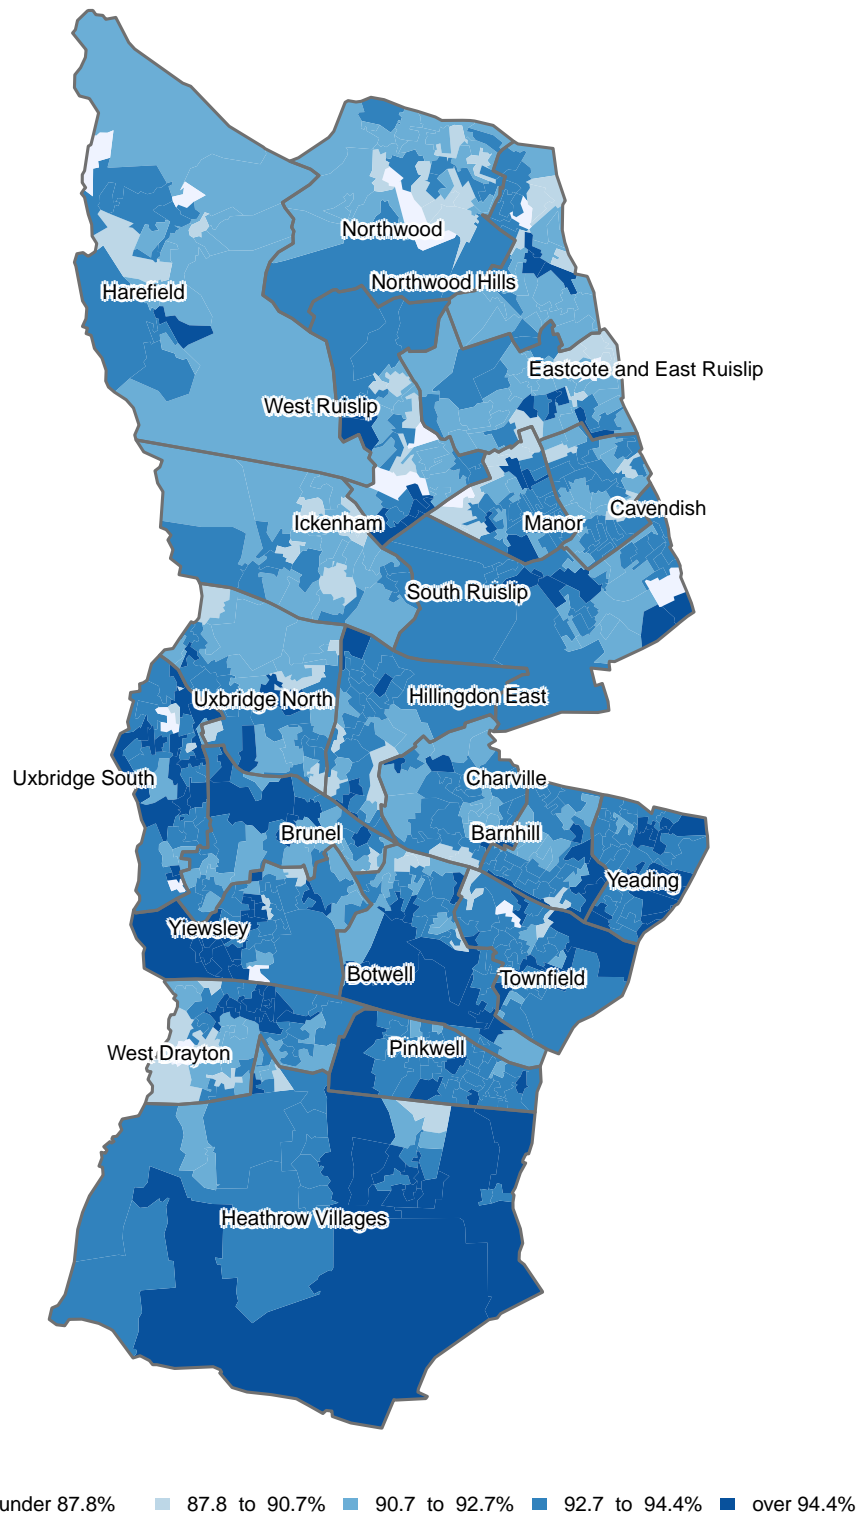 Northwood
Northwood Hills
Harefield
Eastcote and East Ruislip
West Ruislip
Cavendish
Ickenham
Manor
South Ruislip
Uxbridge North
Hillingdon East
Uxbridge South
Charville
Brunel
Barnhill
Yeading
Yiewsley
Botwell
Townfield
West Drayton
Pinkwell
Heathrow Villages
under 87.8% 87.8 to 90.7% 90.7 to 92.7% 92.7 to 94.4% over 94.4%